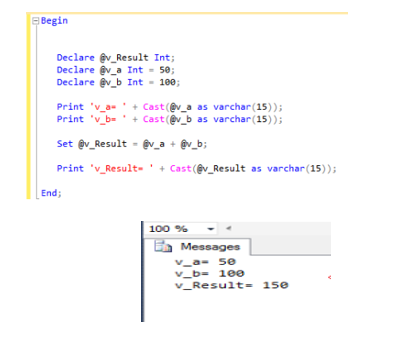 Begin
Declare @v_Result Int;
Declare @v_a Int = 50;
Declare @v_b Int = 100;
Print 'v_a= ' + Cast(@v_a as varchar(15));
Print 'v_b= ' + Cast(@v_b as varchar(15));
Set @v_Result = @v_a + @v_b;
Print 'v_Result= ' + Cast(@v_Result as varchar(15));
End;
100 %
Messages
v_a= 50
v_b= 100
v_Result= 150